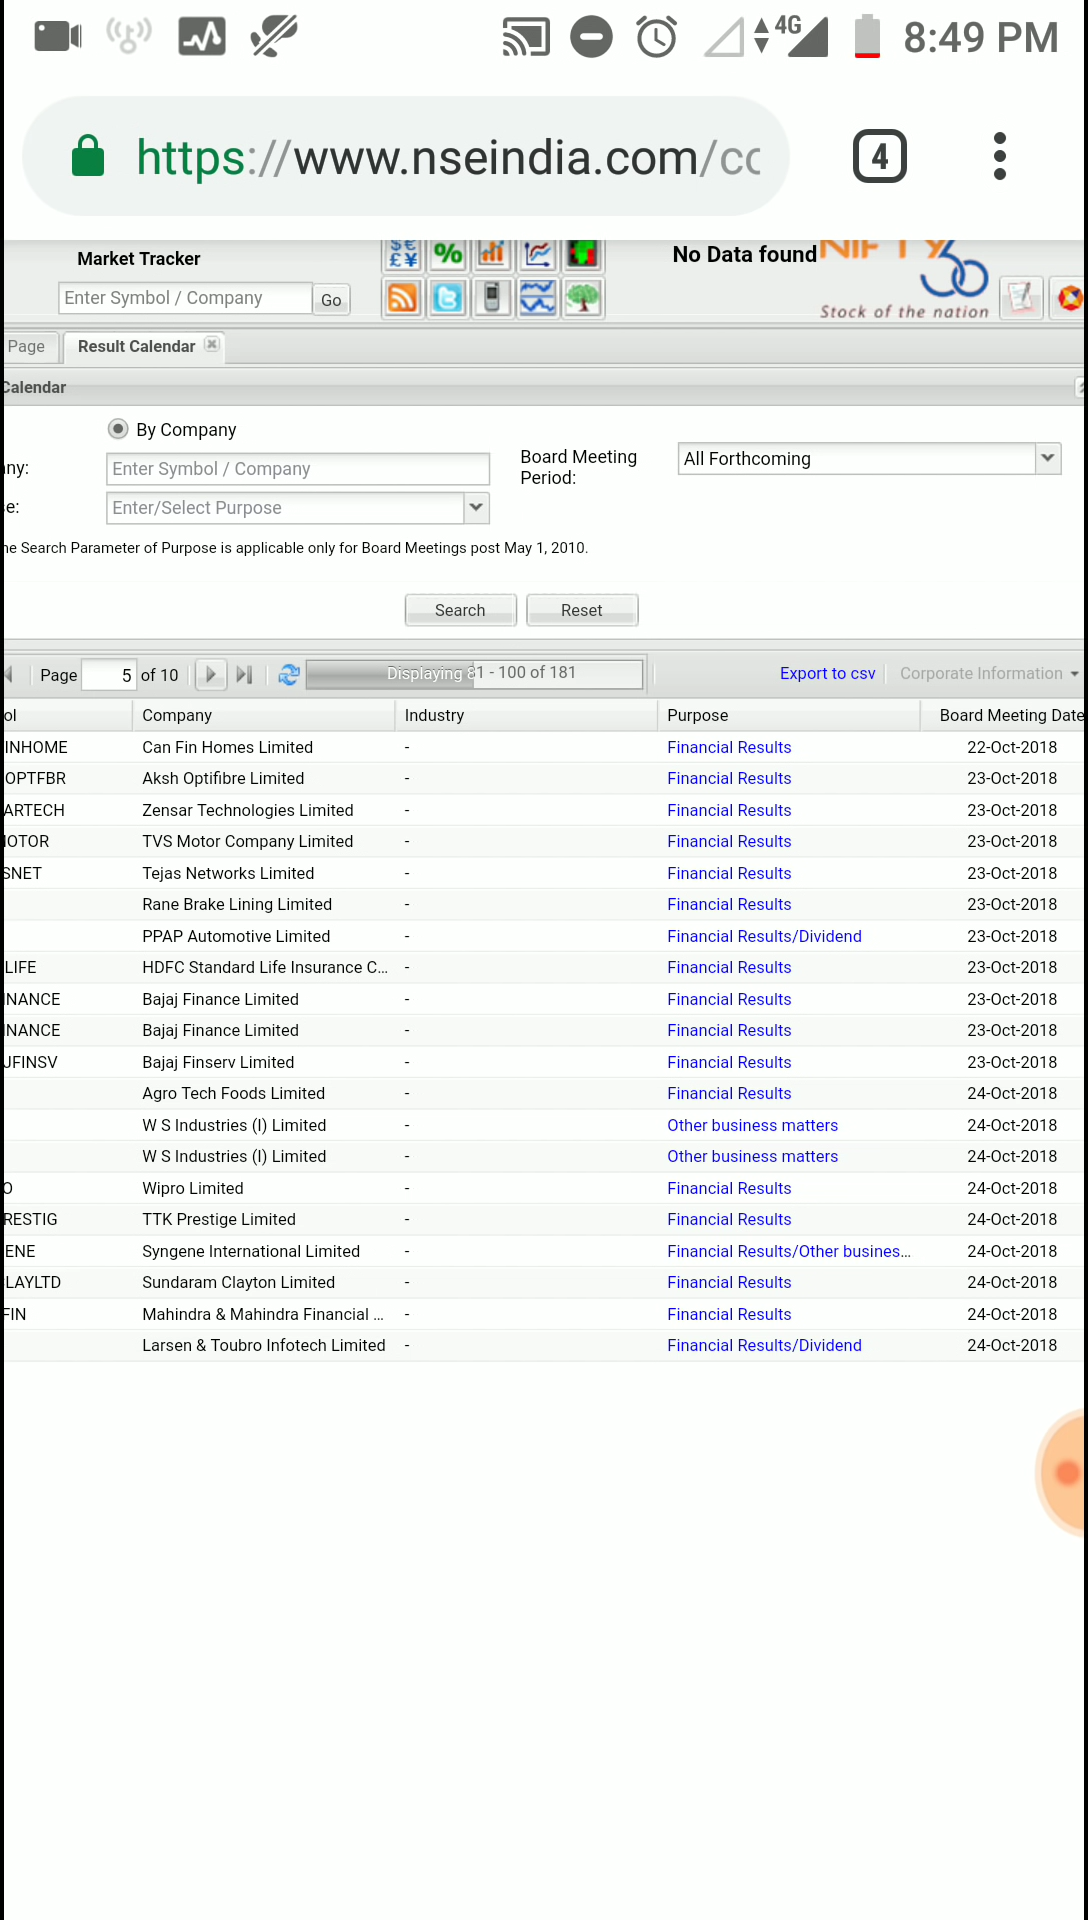 4G 8:49 PM
https://www.nseindia.com/cc
4
Market Tracker
No Data found
NIFTY
50
Enter Symbol / Company Go
Stock of the nation
Page Result Calendar
Calendar
By Company
any: Enter Symbol / Company Board Meeting Period: All Forthcoming
se: Enter/Select Purpose
he Search Parameter of Purpose is applicable only for Board Meetings post May 1, 2010.
Search Reset
Page 5 of 10 Displaying 81 - 100 of 181 Export to csv Corporate Information
ol Company Industry Purpose Board Meeting Date
INHOME Can Fin Homes Limited - Financial Results 22-Oct-2018
OPTFBR Aksh Optifibre Limited - Financial Results 23-Oct-2018
ARTECH Zensar Technologies Limited - Financial Results 23-Oct-2018
MOTOR TVS Motor Company Limited - Financial Results 23-Oct-2018
SNET Tejas Networks Limited - Financial Results 23-Oct-2018
Rane Brake Lining Limited - Financial Results 23-Oct-2018
PPAP Automotive Limited - Financial Results/Dividend 23-Oct-2018
LIFE HDFC Standard Life Insurance C... - Financial Results 23-Oct-2018
INANCE Bajaj Finance Limited - Financial Results 23-Oct-2018
INANCE Bajaj Finance Limited - Financial Results 23-Oct-2018
JFINSV Bajaj Finserv Limited - Financial Results 23-Oct-2018
Agro Tech Foods Limited - Financial Results 24-Oct-2018
W S Industries (I) Limited - Other business matters 24-Oct-2018
W S Industries (I) Limited - Other business matters 24-Oct-2018
O Wipro Limited - Financial Results 24-Oct-2018
RESTIG TTK Prestige Limited - Financial Results 24-Oct-2018
ENE Syngene International Limited - Financial Results/Other busines... 24-Oct-2018
LAYLTD Sundaram Clayton Limited - Financial Results 24-Oct-2018
FIN Mahindra & Mahindra Financial ... - Financial Results 24-Oct-2018
Larsen & Toubro Infotech Limited - Financial Results/Dividend 24-Oct-2018